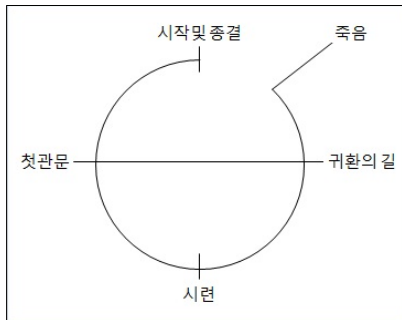 시작및종결
죽음
첫관문
귀환의 길
시련